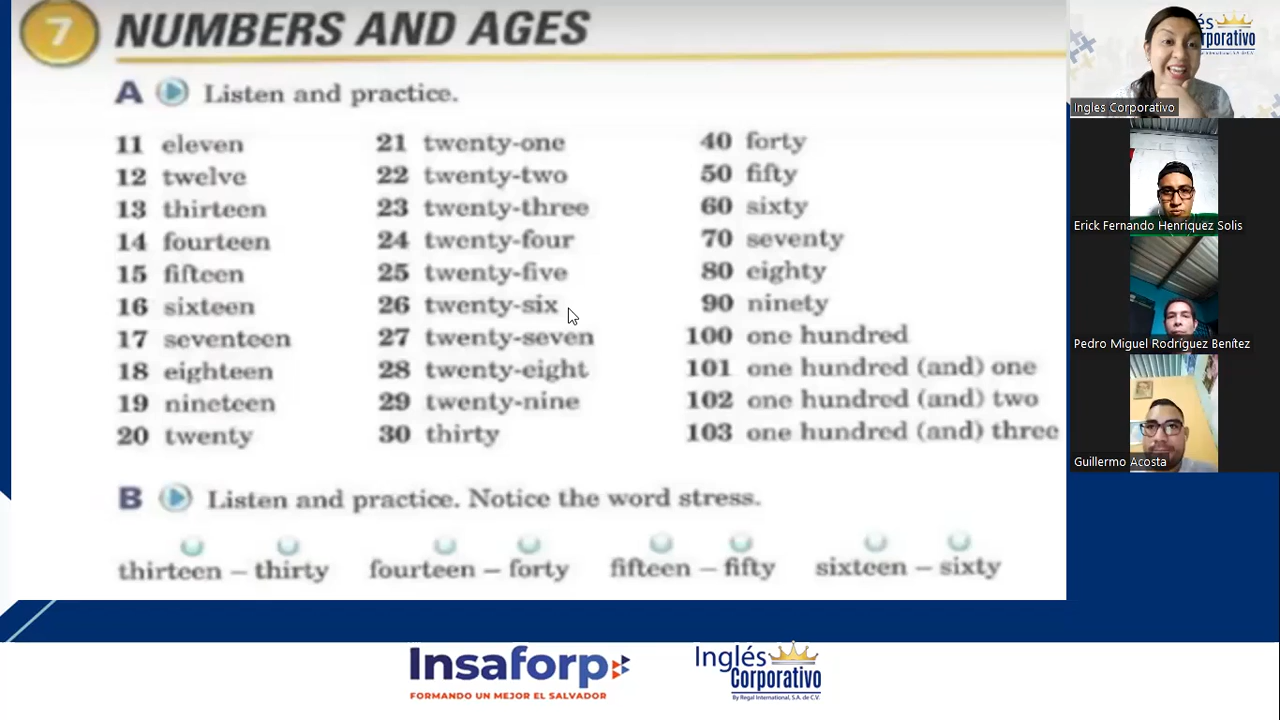 7 NUMBERS AND AGES
A Listen and practice.
11 eleven
12 twelve
13 thirteen
14 fourteen
15 fifteen
16 sixteen
17 seventeen
18 eighteen
19 nineteen
20 twenty
21 twenty-one
22 twenty-two
23 twenty-three
24 twenty-four
25 twenty-five
26 twenty-six
27 twenty-seven
28 twenty-eight
29 twenty-nine
30 thirty
40 forty
50 fifty
60 sixty
70 seventy
80 eighty
90 ninety
100 one hundred
101 one hundred (and) one
102 one hundred (and) two
103 one hundred (and) three
B Listen and practice. Notice the word stress.
thirteen – thirty fourteen – forty fifteen – fifty sixteen – sixty
Insaforp
FORMANDO UN MEJOR EL SALVADOR
Inglés
Corporativo
By Regal International, S.A. de C.V.
Ingles Corporativo
Erick Fernando Henriquez Solis
Pedro Miguel Rodríguez Benítez
Guillermo Acosta